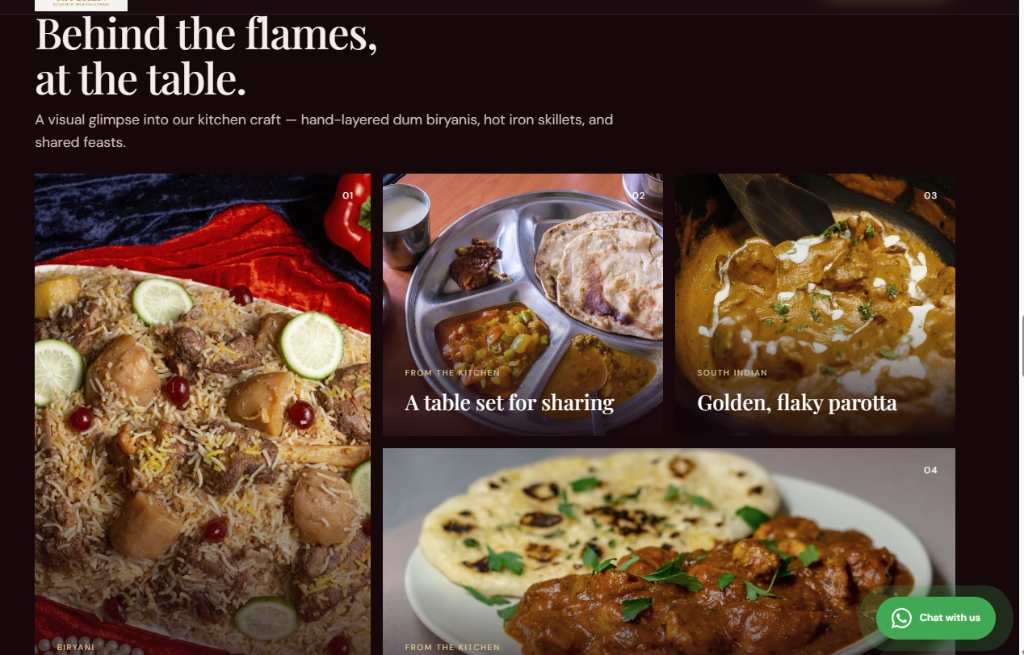 Behind the flames,
at the table.
A visual glimpse into our kitchen craft — hand-layered dum biryanis, hot iron skillets, and
shared feasts.
01
02
03
FROM THE KITCHEN
A table set for sharing
SOUTH INDIAN
Golden, flaky parotta
04
BIRYANI
FROM THE KITCHEN
Chat with us